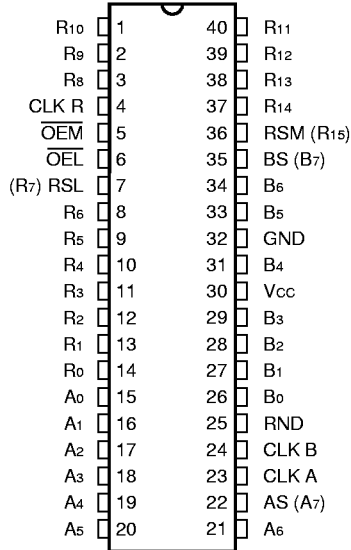 R10 1 40 R11
R9 2 39 R12
R8 3 38 R13
CLK R 4 37 R14
OEM 5 36 RSM (R15)
OEL 6 35 BS (B7)
(R7) RSL 7 34 B6
R6 8 33 B5
R5 9 32 GND
R4 10 31 B4
R3 11 30 VCC
R2 12 29 B3
R1 13 28 B2
R0 14 27 B1
A0 15 26 B0
A1 16 25 RND
A2 17 24 CLK B
A3 18 23 CLK A
A4 19 22 AS (A7)
A5 20 21 A6